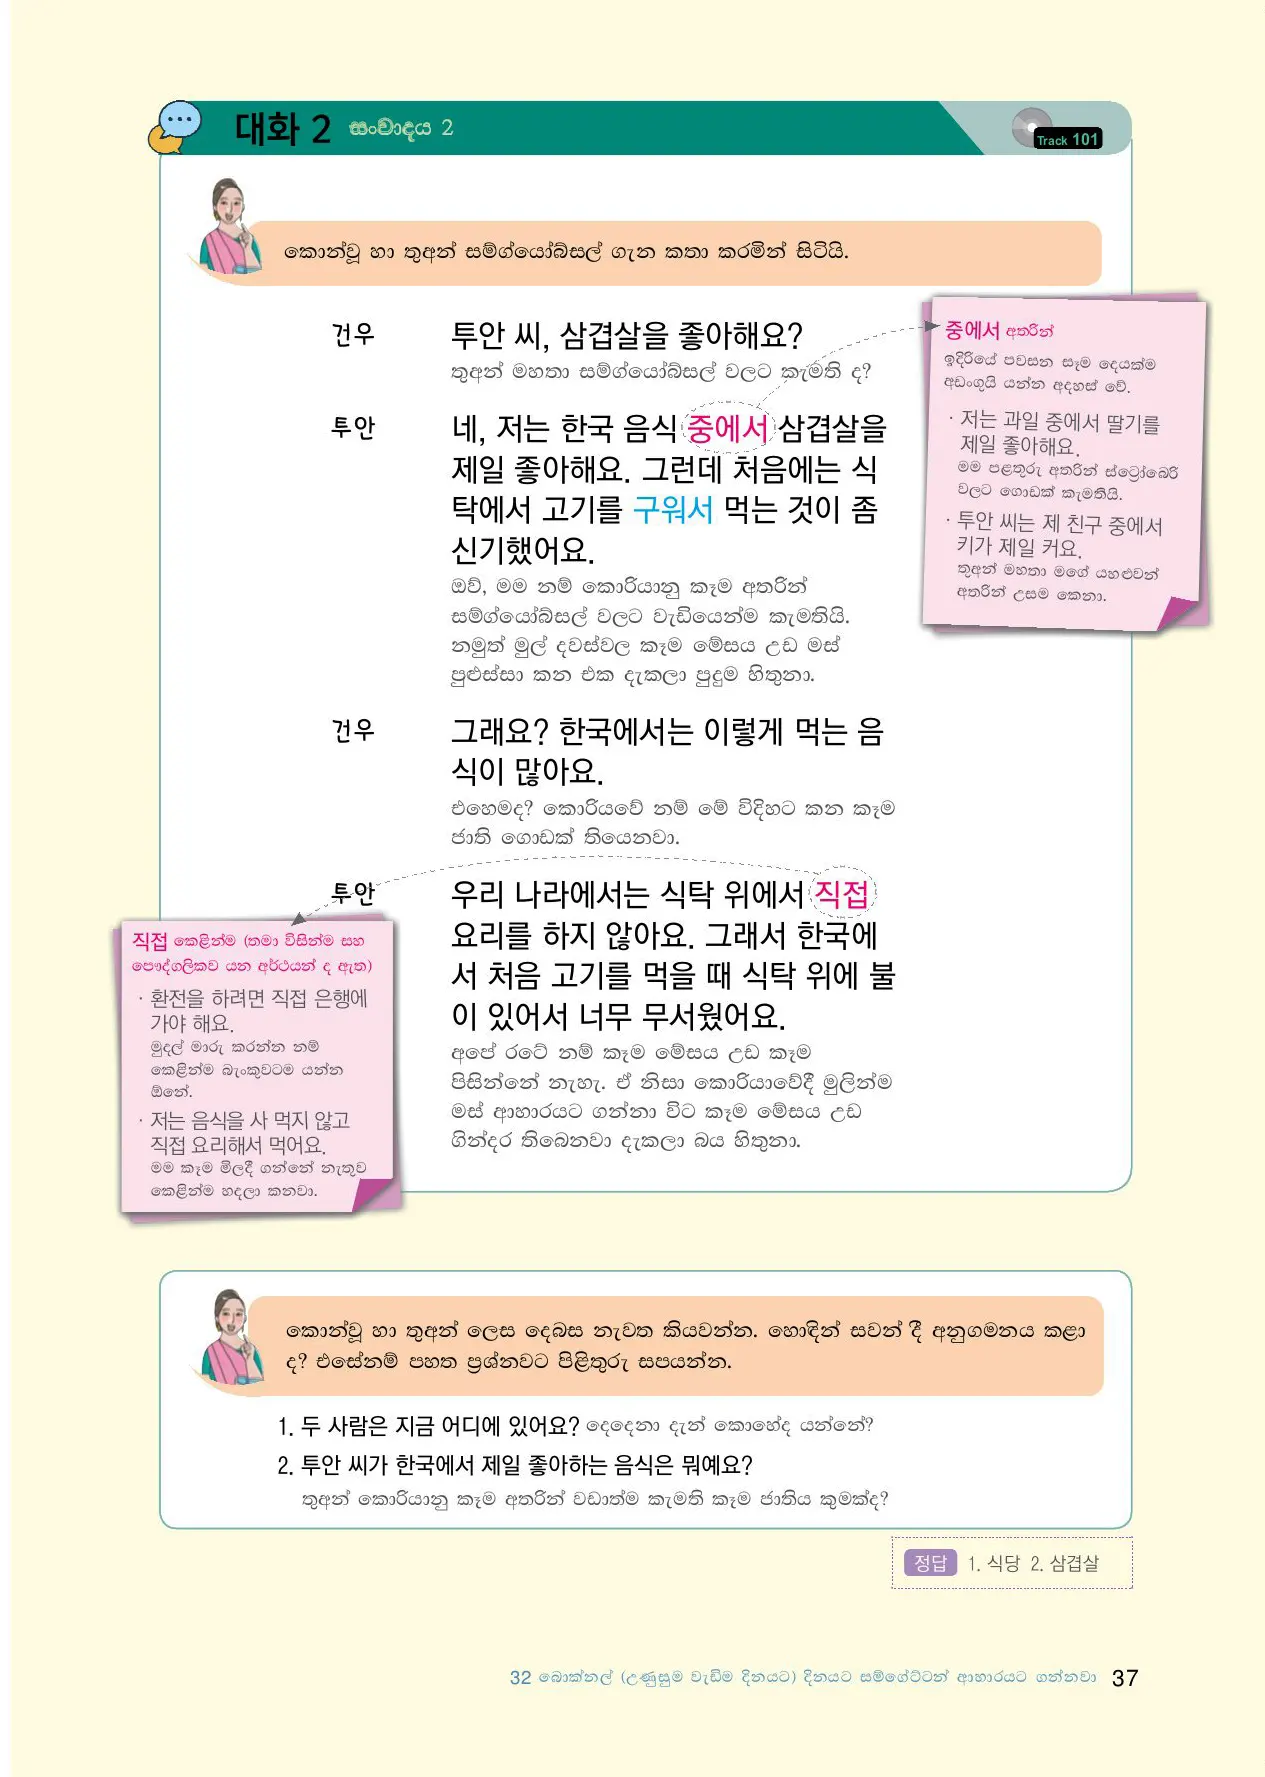 대화 2 සංවාදය 2
Track 101
කොන්වූ හා තුඅන් සම්ග්යෝබ්සල් ගැන කතා කරමින් සිටියි.
건우 투안 씨, 삼겹살을 좋아해요?
තුඅන් මහතා සම්ග්යෝබ්සල් වලට කැමති ද?
투안 네, 저는 한국 음식 중에서 삼겹살을
제일 좋아해요. 그런데 처음에는 식
탁에서 고기를 구워서 먹는 것이 좀
신기했어요.
ඔව්, මම නම් කොරියානු කෑම අතරින්
සම්ග්යෝබ්සල් වලට වැඩියෙන්ම කැමතියි.
නමුත් මුල් දවස්වල කෑම මේසය උඩ මස්
පුළුස්සා කන එක දැකලා පුදුම හිතුනා.
건우 그래요? 한국에서는 이렇게 먹는 음
식이 많아요.
එහෙමද? කොරියවේ නම් මේ විදිහට කන කෑම
ජාති ගොඩක් තියෙනවා.
투안 우리 나라에서는 식탁 위에서 직접
요리를 하지 않아요. 그래서 한국에
서 처음 고기를 먹을 때 식탁 위에 불
이 있어서 너무 무서웠어요.
අපේ රටේ නම් කෑම මේසය උඩ කෑම
පිසින්නේ නැහැ. ඒ නිසා කොරියාවේදී මුලින්ම
මස් ආහාරයට ගන්නා විට කෑම මේසය උඩ
ගින්දර තිබෙනවා දැකලා බය හිතුනා.
중에서 අතරින්
ඉදිරියේ පවසන සෑම දෙයක්ම
අඩංගුයි යන්න අදහස් වේ.
· 저는 과일 중에서 딸기를
제일 좋아해요.
මම පළතුරු අතරින් ස්ට්‍රෝබෙරි
වලට ගොඩක් කැමතියි.
· 투안 씨는 제 친구 중에서
키가 제일 커요.
තුඅන් මහතා මගේ යහළුවන්
අතරින් උසම කෙනා.
직접 කෙළින්ම (තමා විසින්ම සහ
පෞද්ගලිකව යන අර්ථයන් ද ඇත)
· 환전을 하려면 직접 은행에
가야 해요.
මුදල් මාරු කරන්න නම්
කෙළින්ම බැංකුවටම යන්න
ඕනේ.
· 저는 음식을 사 먹지 않고
직접 요리해서 먹어요.
මම කෑම මිලදී ගන්නේ නැතුව
කෙළින්ම හදලා කනවා.
කොන්වූ හා තුඅන් ලෙස දෙබස නැවත කියවන්න. හොඳින් සවන් දී අනුගමනය කළා
ද? එසේනම් පහත ප්‍රශ්නවට පිළිතුරු සපයන්න.
1. 두 사람은 지금 어디에 있어요? දෙදෙනා දැන් කොහේද යන්නේ?
2. 투안 씨가 한국에서 제일 좋아하는 음식은 뭐예요?
තුඅන් කොරියානු කෑම අතරින් වඩාත්ම කැමති කෑම ජාතිය කුමක්ද?
정답 1. 식당 2. 삼겹살
32 බොක්නල් (උණුසුම වැඩිම දිනයට) දිනයට සම්ගේට්ටන් ආහාරයට ගන්නවා 37